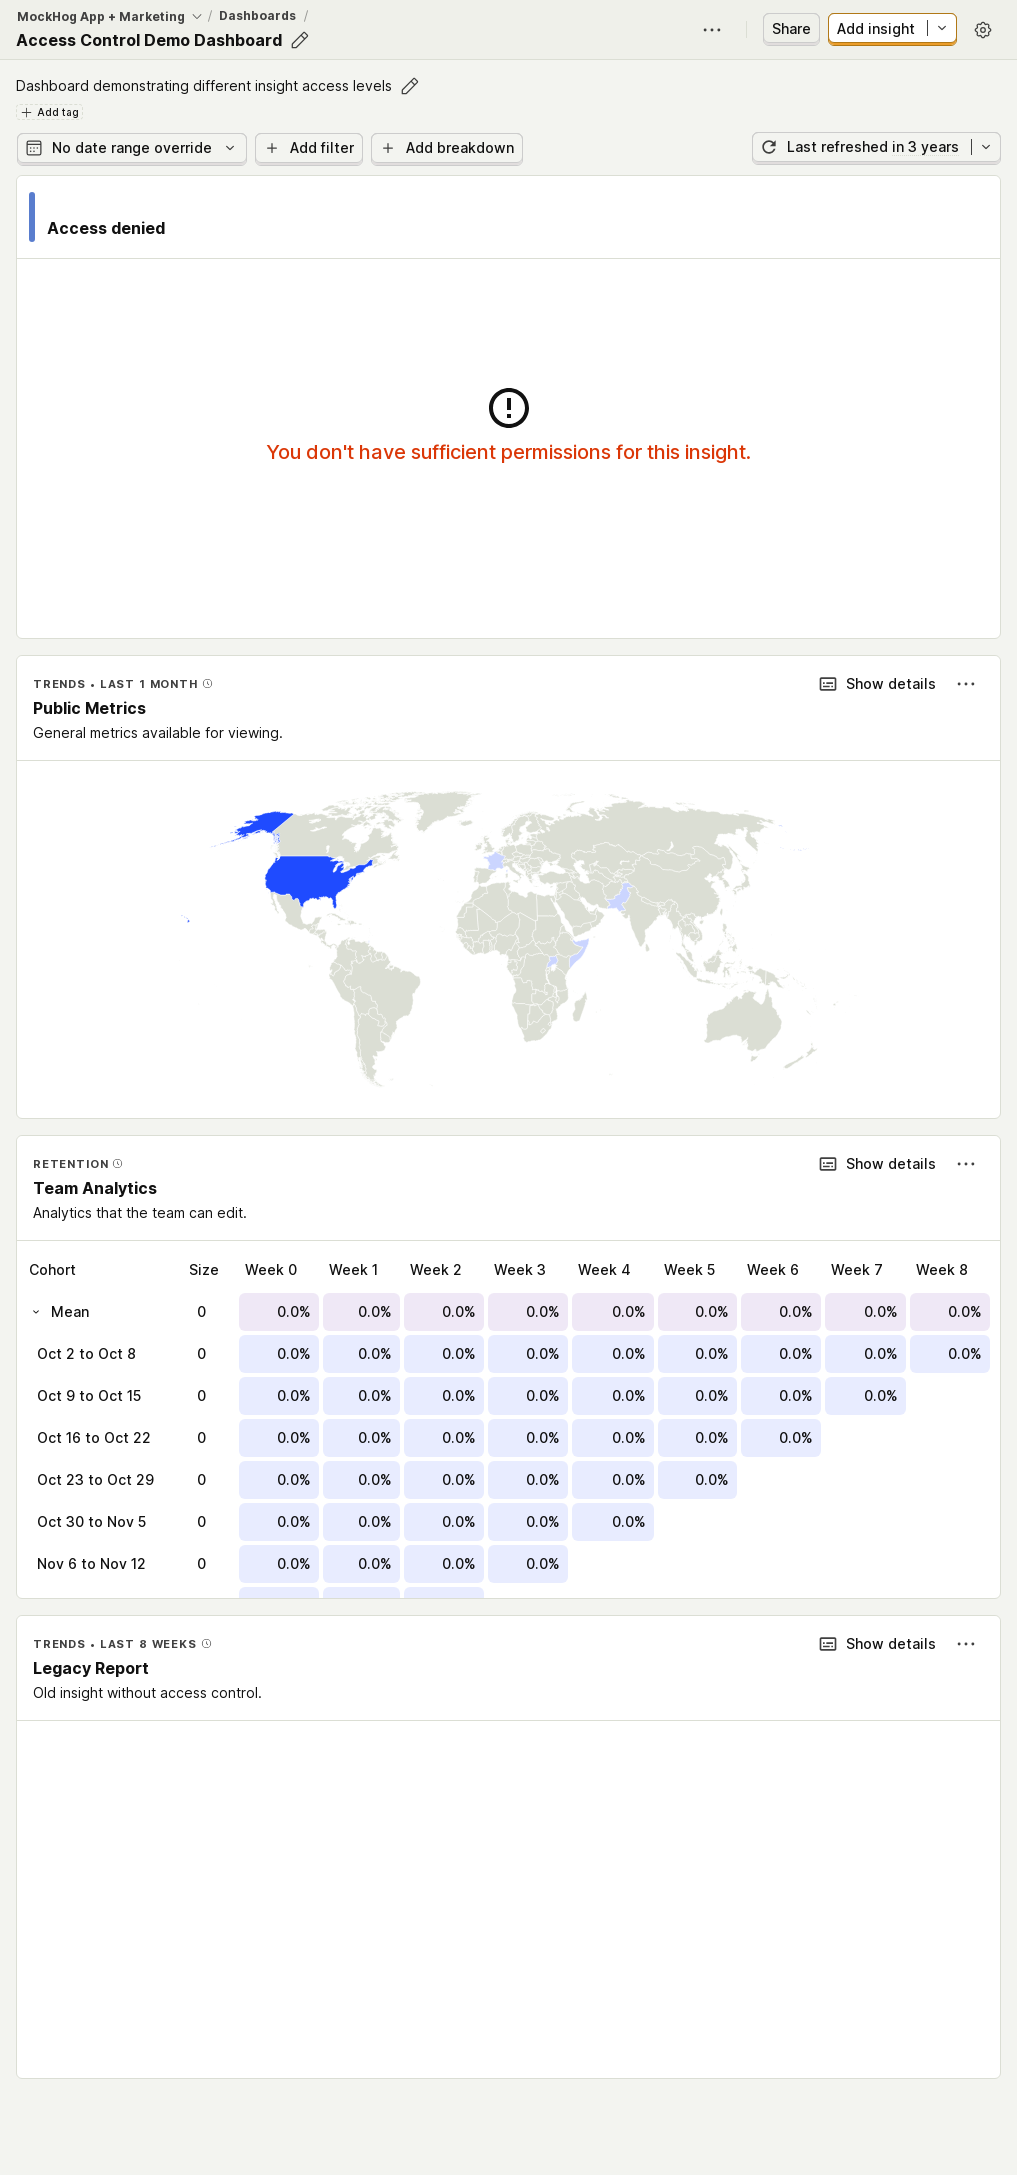 MockHog App + Marketing / Dashboards /
Access Control Demo Dashboard
Share
Add insight
Dashboard demonstrating different insight access levels
Add tag
No date range override
Add filter
Add breakdown
Last refreshed in 3 years
Access denied
You don't have sufficient permissions for this insight.
TRENDS • LAST 1 MONTH
Show details
Public Metrics
General metrics available for viewing.
RETENTION
Show details
Team Analytics
Analytics that the team can edit.
Cohort Size Week 0 Week 1 Week 2 Week 3 Week 4 Week 5 Week 6 Week 7 Week 8
Mean 0 0.0% 0.0% 0.0% 0.0% 0.0% 0.0% 0.0% 0.0% 0.0%
Oct 2 to Oct 8 0 0.0% 0.0% 0.0% 0.0% 0.0% 0.0% 0.0% 0.0% 0.0%
Oct 9 to Oct 15 0 0.0% 0.0% 0.0% 0.0% 0.0% 0.0% 0.0% 0.0%
Oct 16 to Oct 22 0 0.0% 0.0% 0.0% 0.0% 0.0% 0.0% 0.0%
Oct 23 to Oct 29 0 0.0% 0.0% 0.0% 0.0% 0.0% 0.0%
Oct 30 to Nov 5 0 0.0% 0.0% 0.0% 0.0% 0.0%
Nov 6 to Nov 12 0 0.0% 0.0% 0.0% 0.0%
TRENDS • LAST 8 WEEKS
Show details
Legacy Report
Old insight without access control.